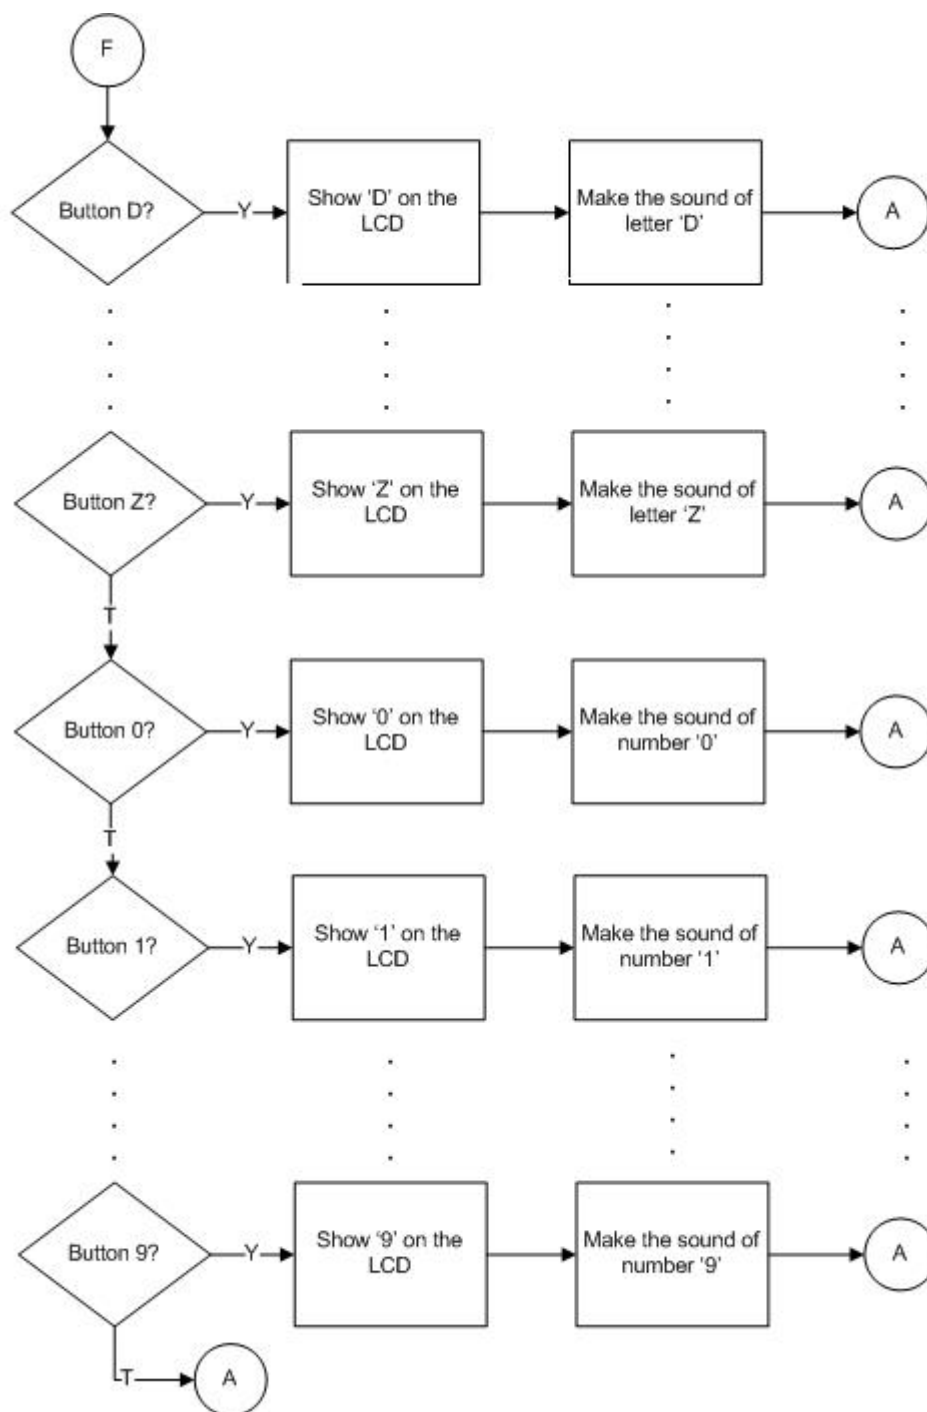 F
Button D?
Y
Show 'D' on the
LCD
Make the sound of
letter 'D'
A
Button Z?
Y
Show 'Z' on the
LCD
Make the sound of
letter 'Z'
A
T
Button 0?
Y
Show '0' on the
LCD
Make the sound of
number '0'
A
T
Button 1?
Y
Show '1' on the
LCD
Make the sound of
number '1'
A
Button 9?
Y
Show '9' on the
LCD
Make the sound of
number '9'
A
T
A